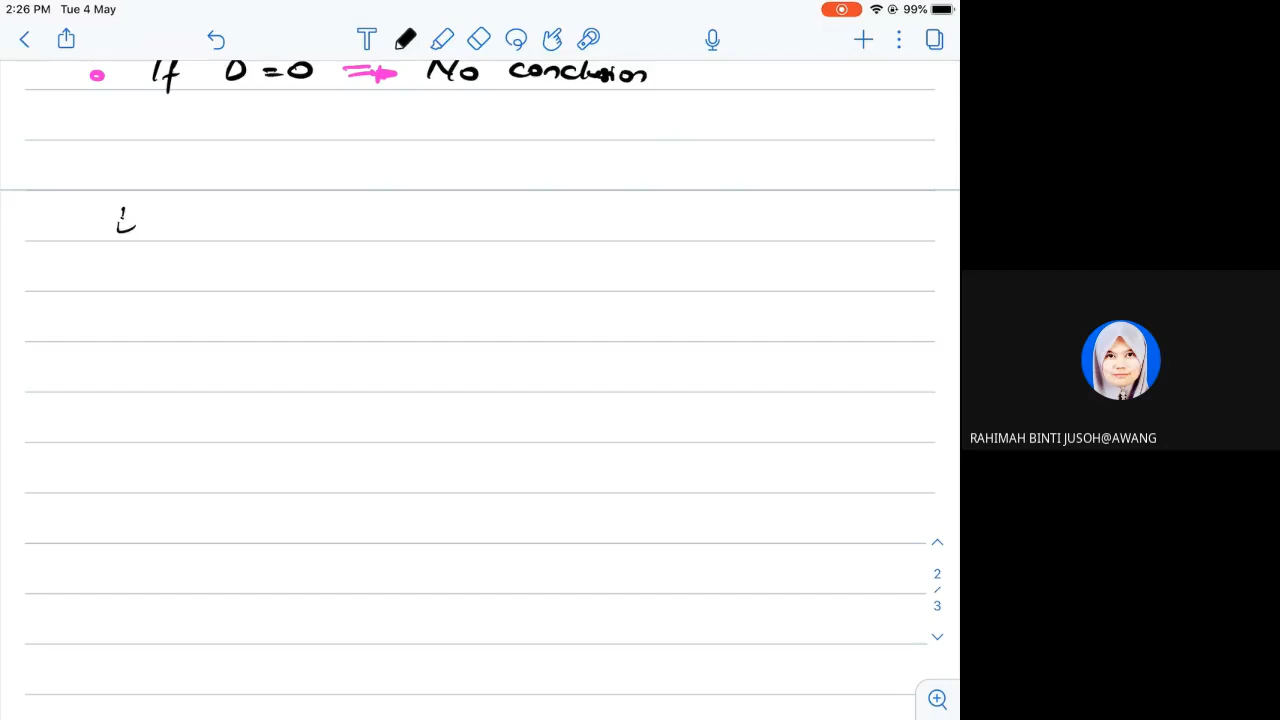 2:26 PM Tue 4 May 99%
If D = 0 ⇒ No conclusion
2
/
3
RAHIMAH BINTI JUSOH@AWANG